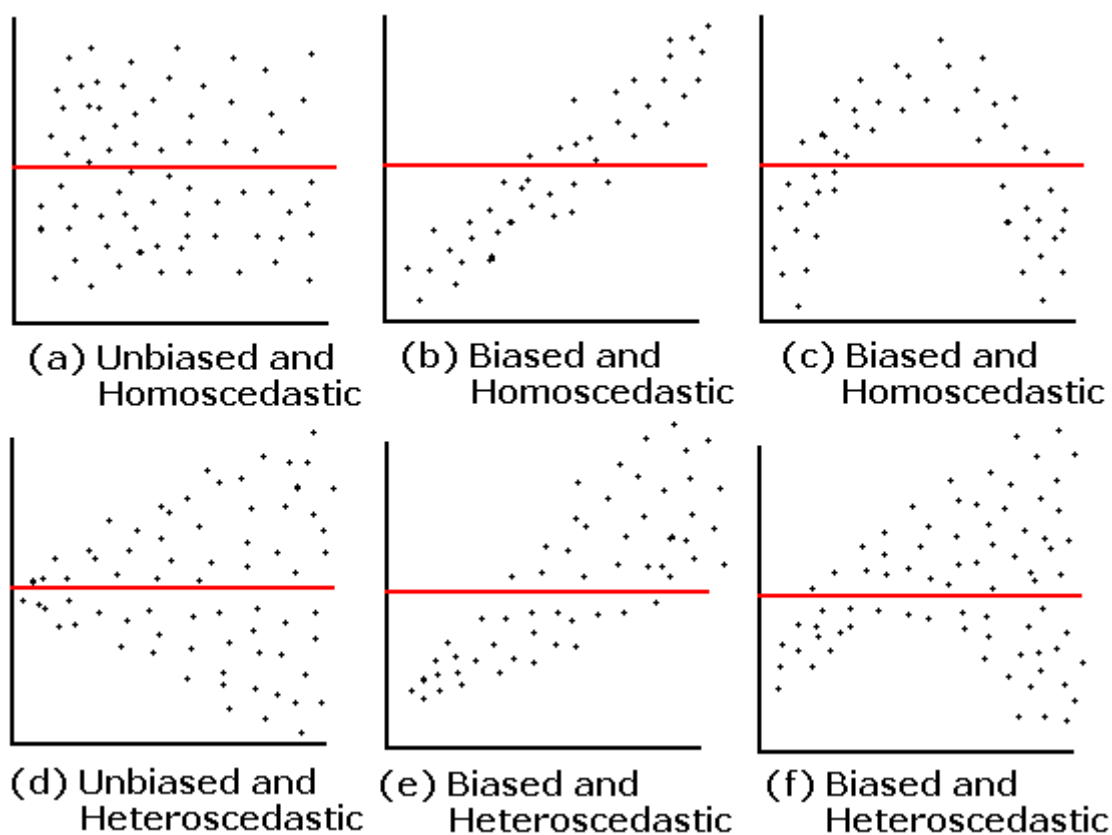 (a) Unbiased and
Homoscedastic
(b) Biased and
Homoscedastic
(c) Biased and
Homoscedastic
(d) Unbiased and
Heteroscedastic
(e) Biased and
Heteroscedastic
(f) Biased and
Heteroscedastic